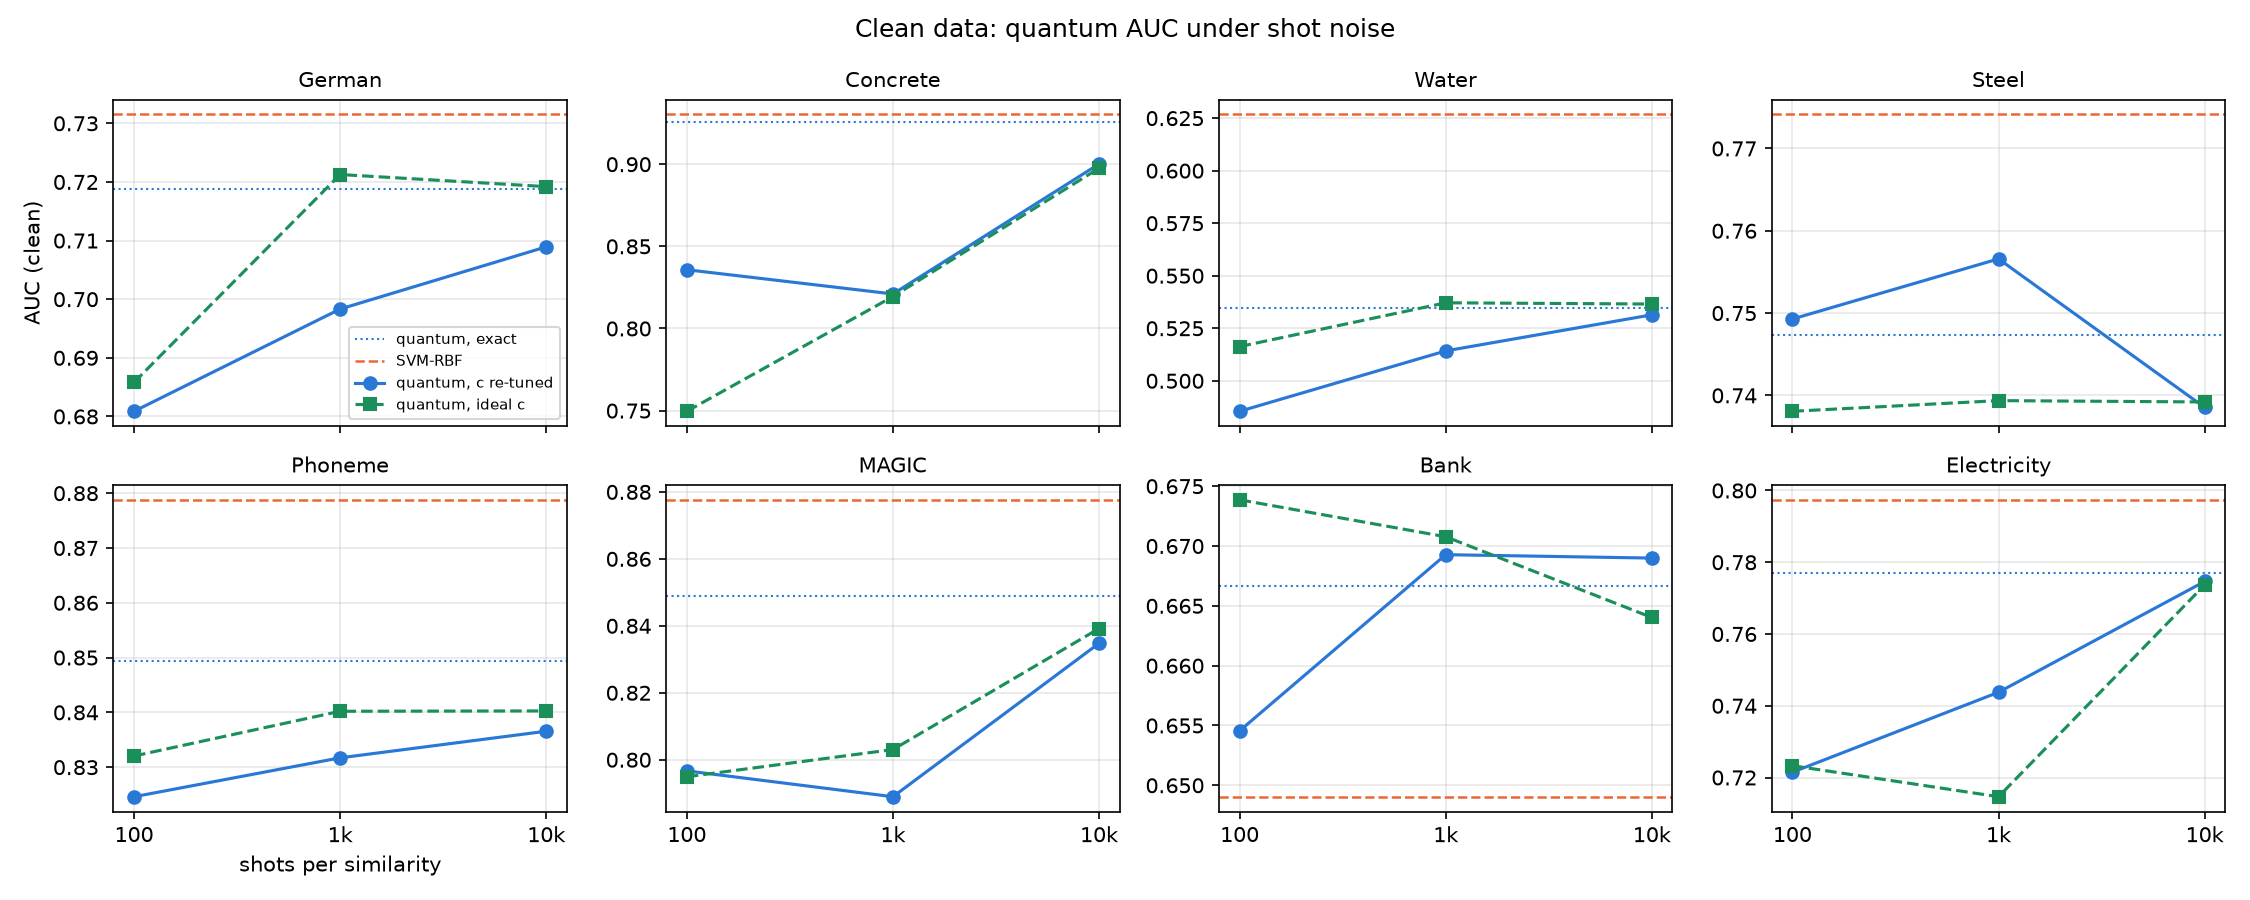 Clean data: quantum AUC under shot noise
German
Concrete
Water
Steel
AUC (clean)
0.73
0.72
0.71
0.70
0.69
0.68
quantum, exact
SVM-RBF
quantum, c re-tuned
quantum, ideal c
0.90
0.85
0.80
0.75
0.625
0.600
0.575
0.550
0.525
0.500
0.77
0.76
0.75
0.74
Phoneme
MAGIC
Bank
Electricity
0.88
0.87
0.86
0.85
0.84
0.83
100 1k 10k
shots per similarity
0.88
0.86
0.84
0.82
0.80
100 1k 10k
0.675
0.670
0.665
0.660
0.655
0.650
100 1k 10k
0.80
0.78
0.76
0.74
0.72
100 1k 10k